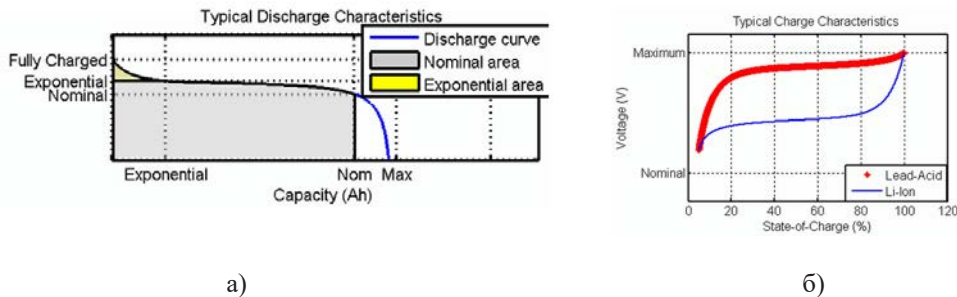 Typical Discharge Characteristics
Discharge curve
Nominal area
Exponential area
Fully Charged
Exponential
Nominal
Exponential
Nom Max
Capacity (Ah)
Typical Charge Characteristics
Maximum
Voltage (V)
Nominal
Lead-Acid
Li-Ion
0 20 40 60 80 100 120
State-of-Charge (%)
а)
б)